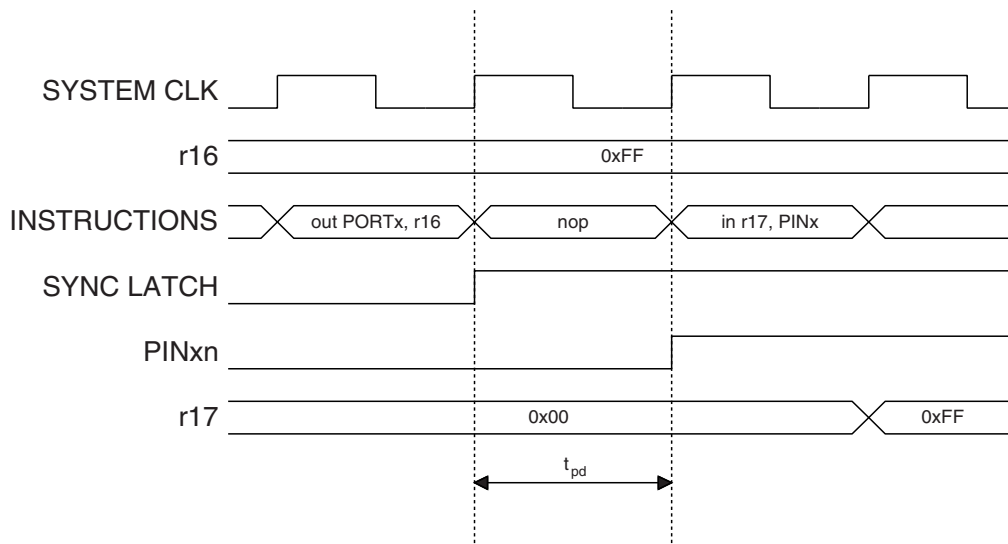 SYSTEM CLK
r16
0xFF
INSTRUCTIONS
out PORTx, r16
nop
in r17, PINx
SYNC LATCH
PINxn
r17
0x00
0xFF
tpd